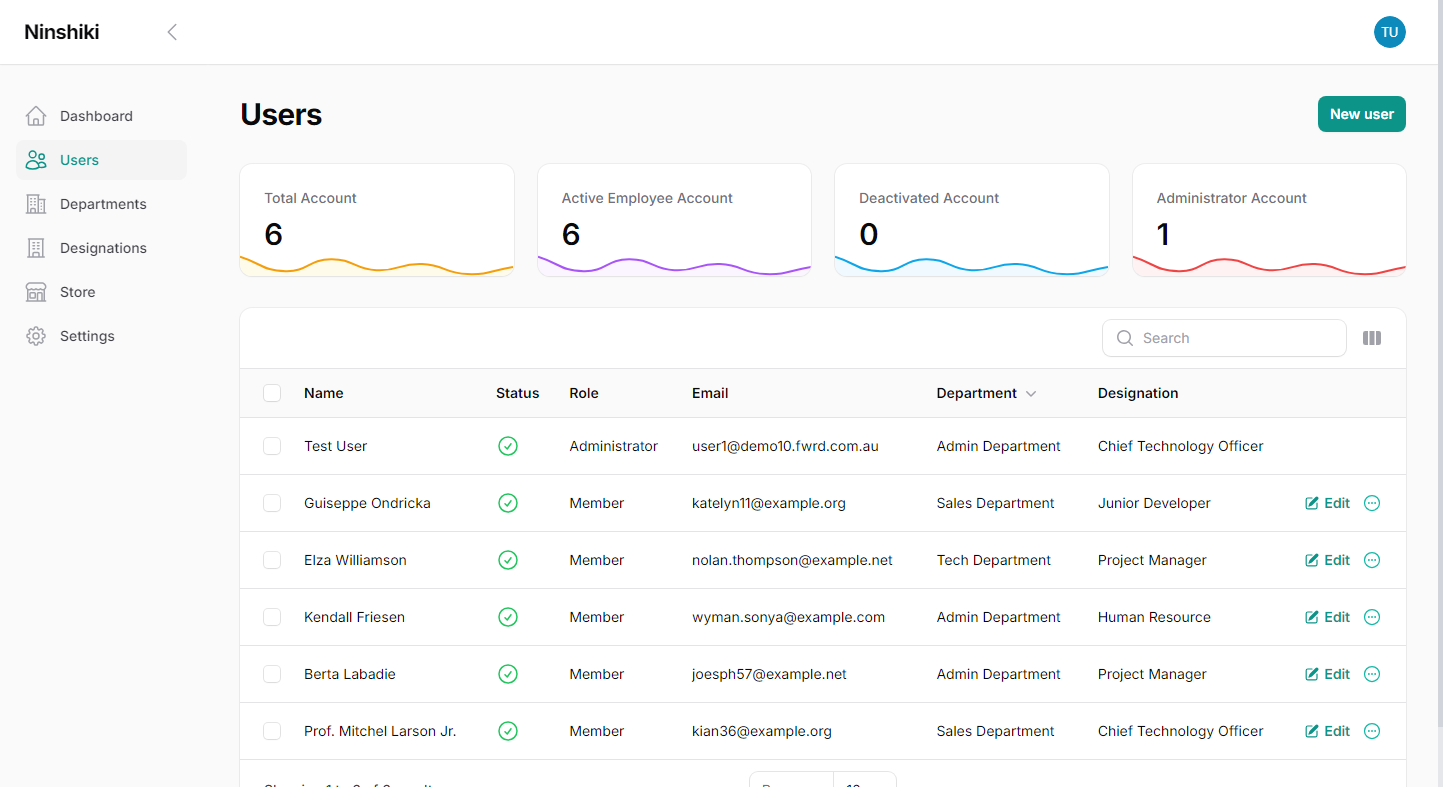 Ninshiki
TU
Dashboard
Users
Departments
Designations
Store
Settings
Users
New user
Total Account
6
Active Employee Account
6
Deactivated Account
0
Administrator Account
1
Search
Name Status Role Email Department Designation
Test User Administrator user1@demo10.fwrd.com.au Admin Department Chief Technology Officer
Guiseppe Ondricka Member katelyn11@example.org Sales Department Junior Developer Edit
Elza Williamson Member nolan.thompson@example.net Tech Department Project Manager Edit
Kendall Friesen Member wyman.sonya@example.com Admin Department Human Resource Edit
Berta Labadie Member joesph57@example.net Admin Department Project Manager Edit
Prof. Mitchel Larson Jr. Member kian36@example.org Sales Department Chief Technology Officer Edit